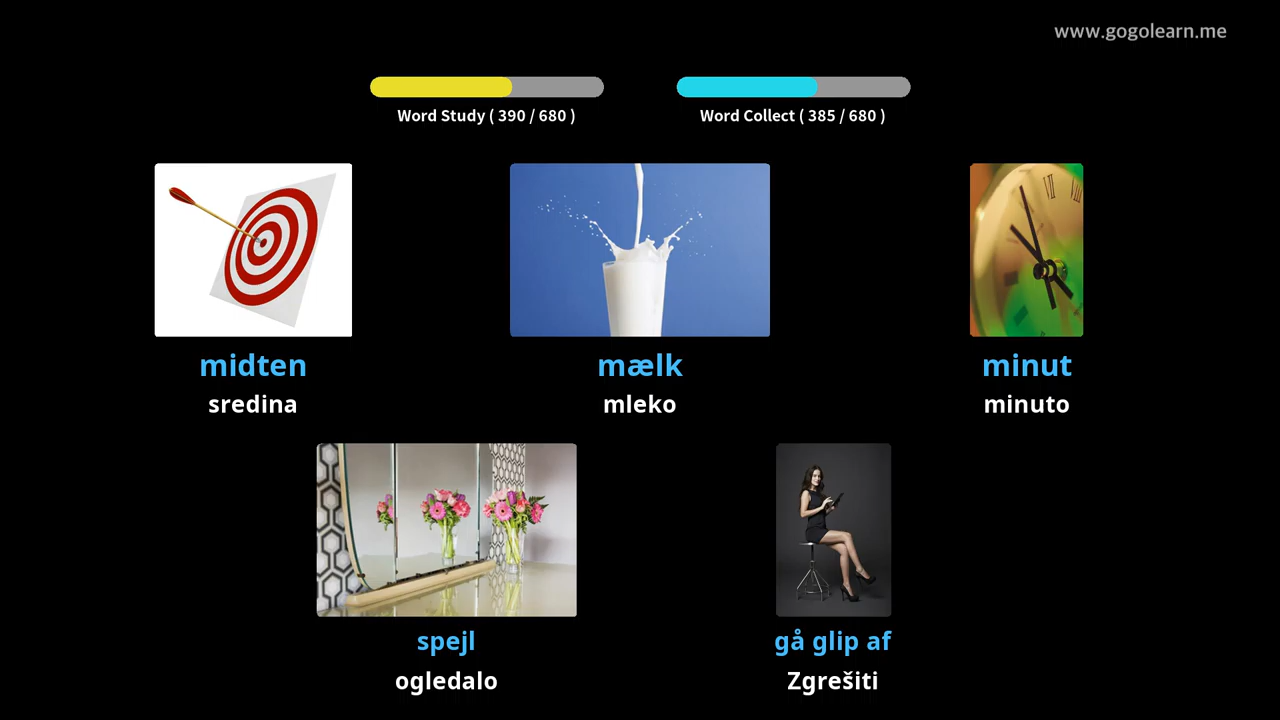 www.gogolearn.me
Word Study ( 390 / 680 )
Word Collect ( 385 / 680 )
midten
mælk
minut
sredina
mleko
minuto
spejl
gå glip af
ogledalo
Zgrešiti